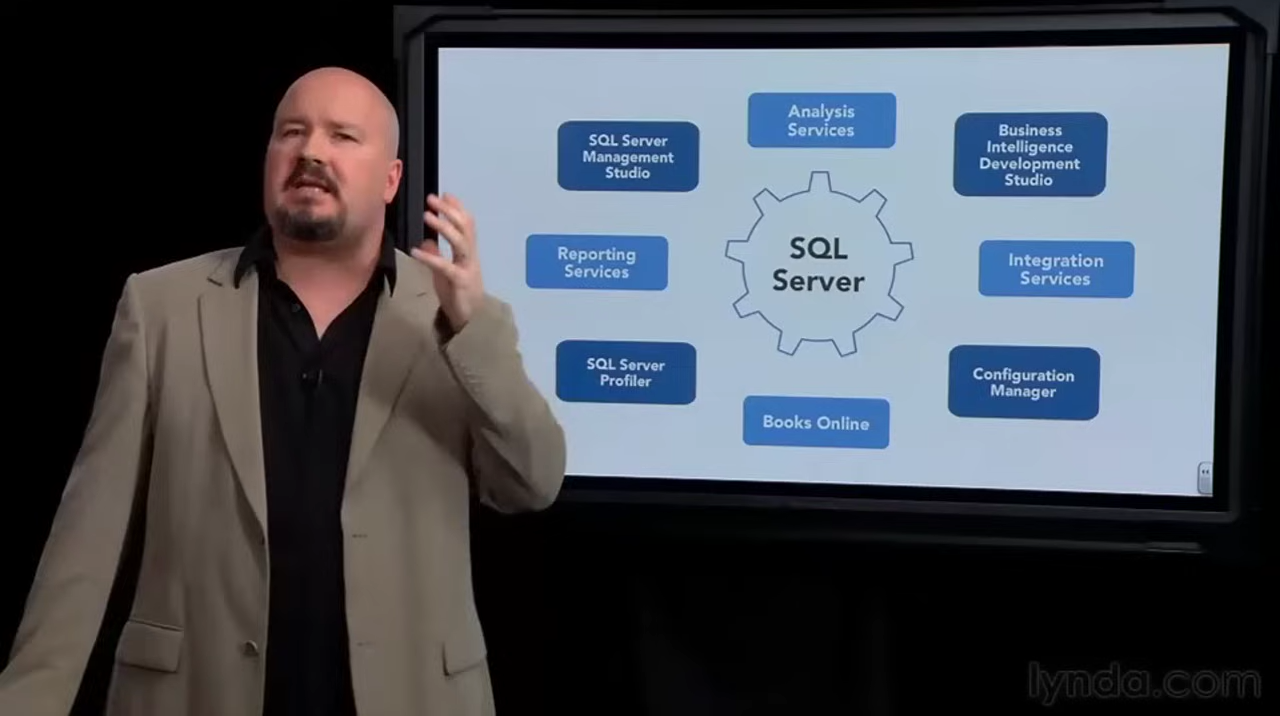 Analysis
Services
SQL Server
Management
Studio
Business
Intelligence
Development
Studio
SQL
Server
Reporting
Services
Integration
Services
SQL Server
Profiler
Configuration
Manager
Books Online
lynda.com